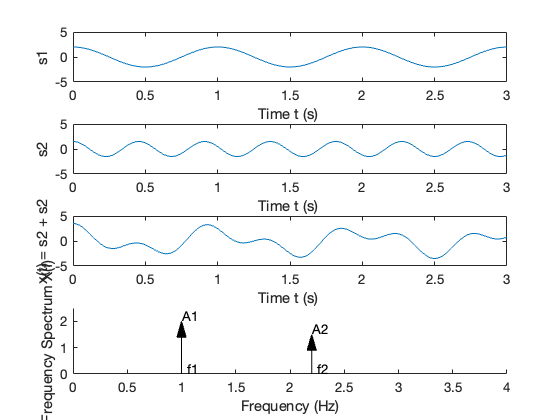 s1
5
0
-5
0 0.5 1 1.5 2 2.5 3
Time t (s)
s2
5
0
-5
0 0.5 1 1.5 2 2.5 3
Time t (s)
X(t)= s2 + s2
5
0
-5
0 0.5 1 1.5 2 2.5 3
Time t (s)
Frequency Spectrum X(f)
2
1
0
A1
A2
f1
f2
0 0.5 1 1.5 2 2.5 3 3.5 4
Frequency (Hz)